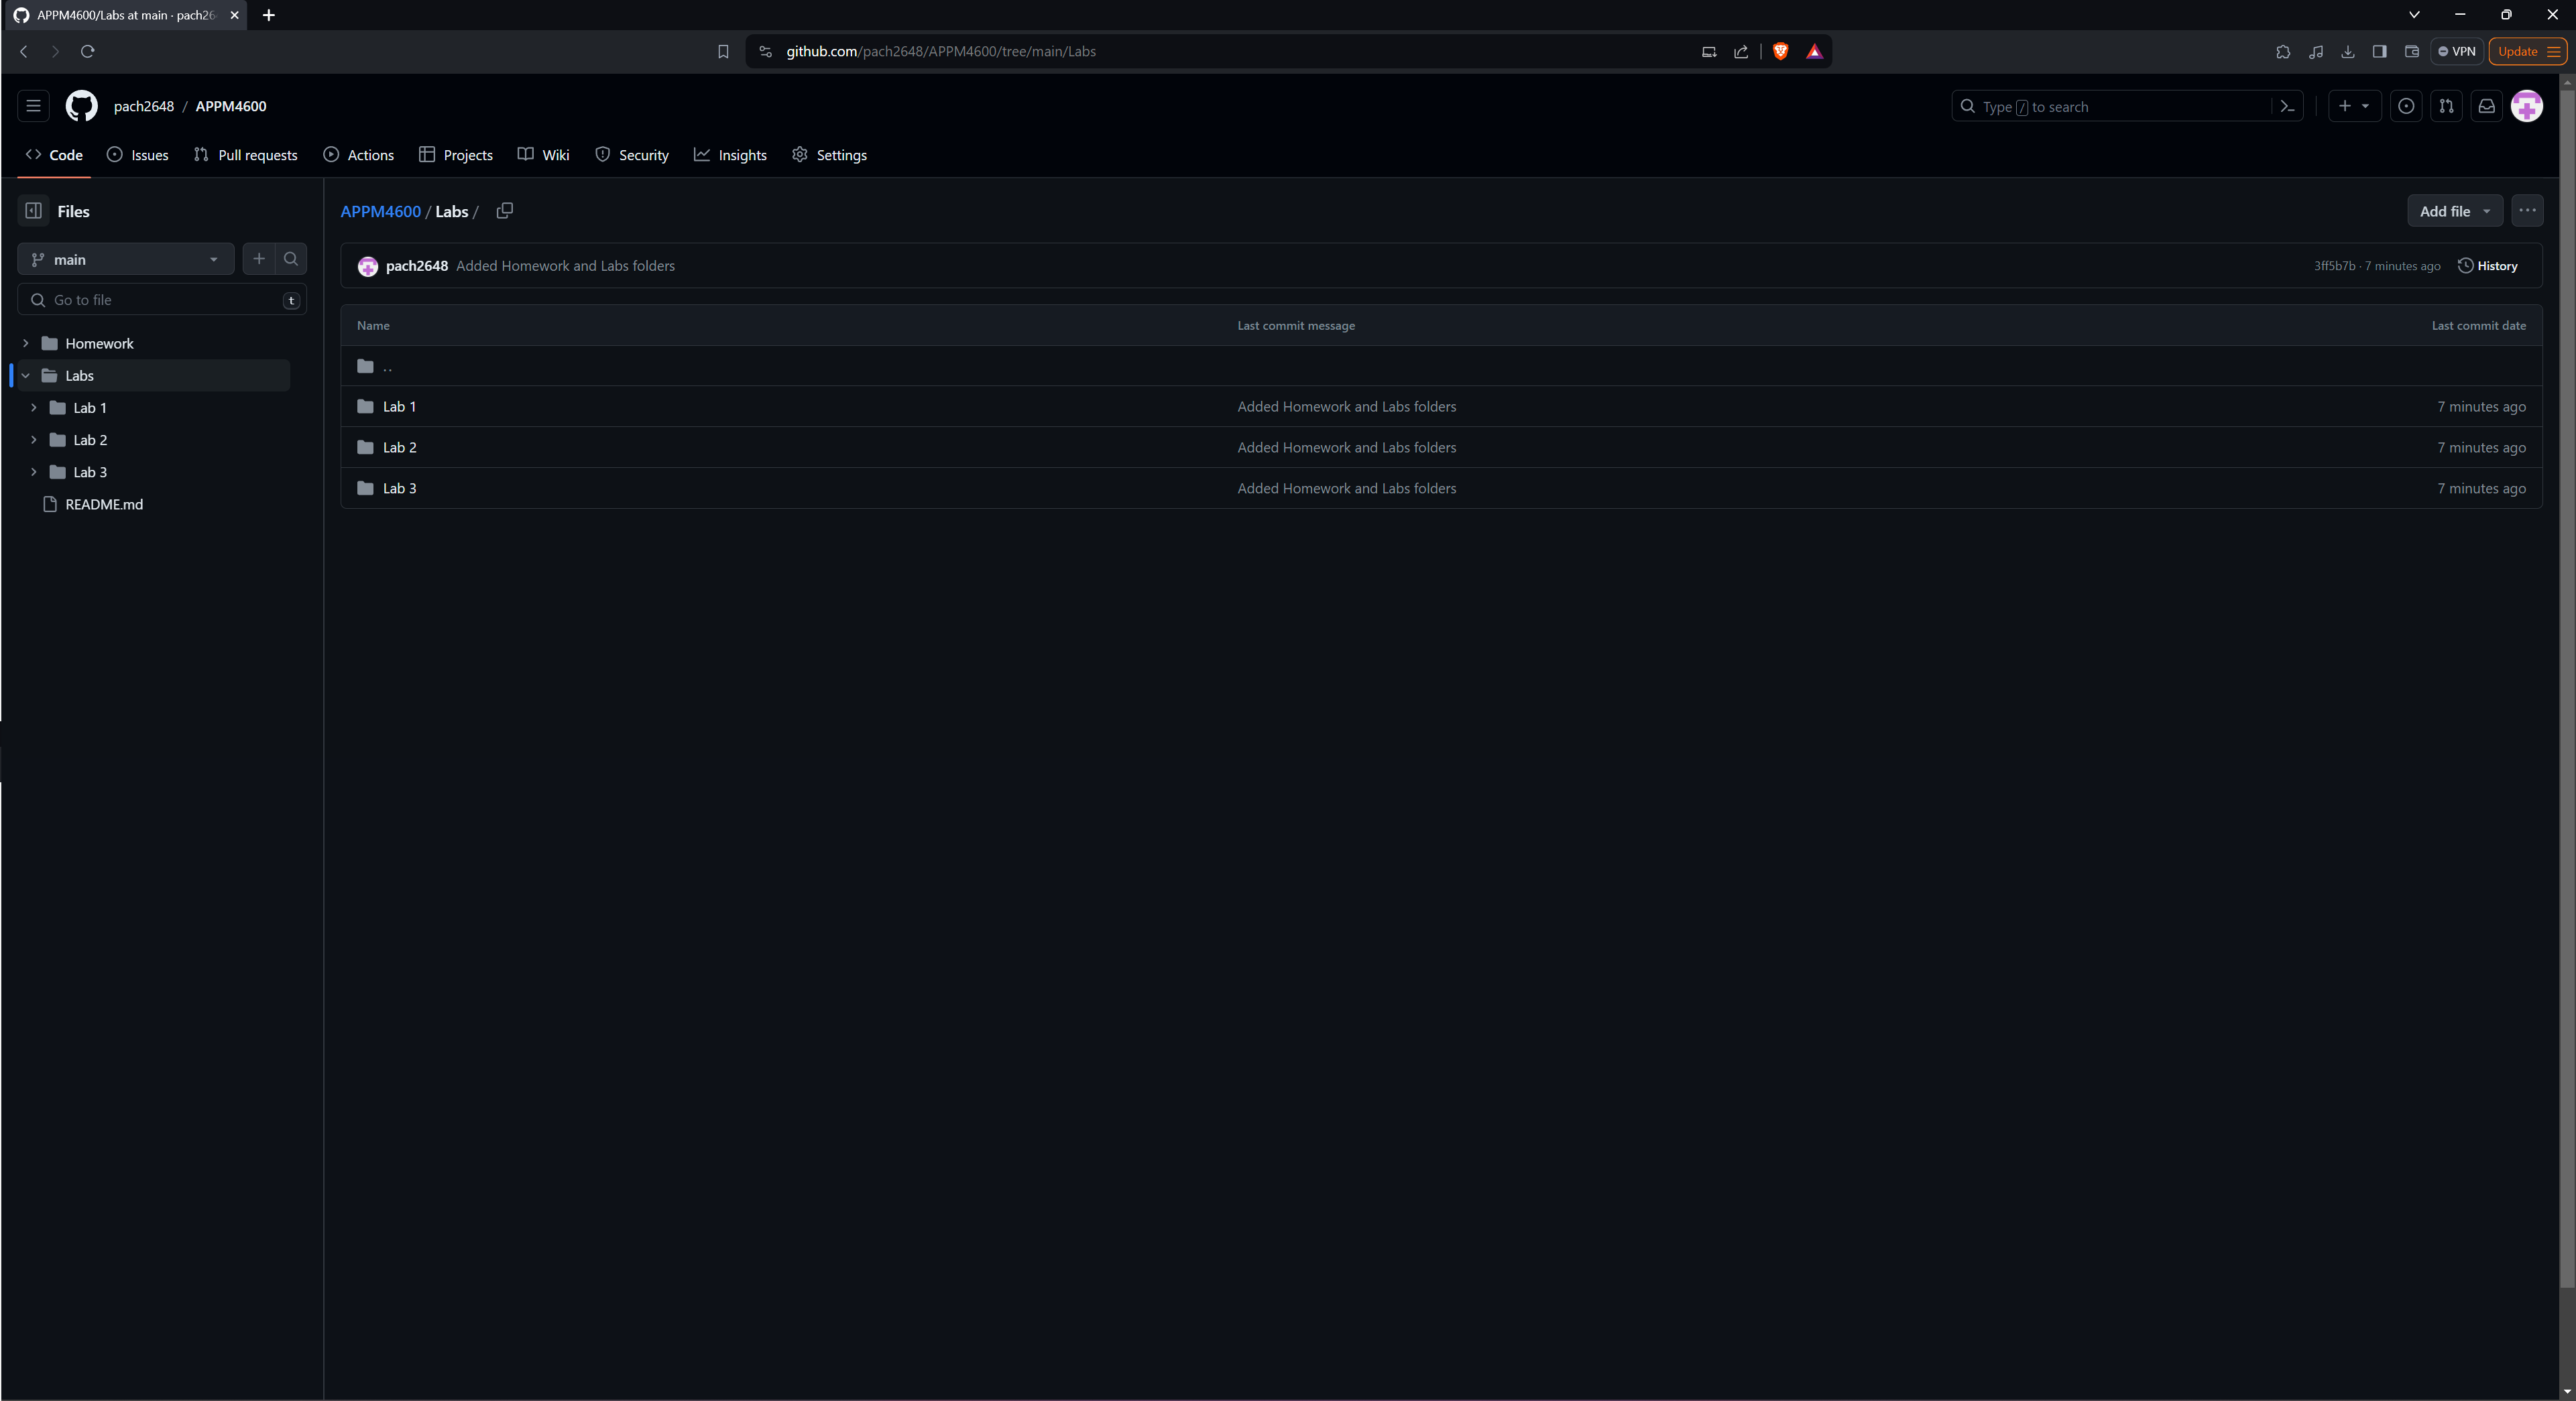 APPM4600/Labs at main · pach26
github.com/pach2648/APPM4600/tree/main/Labs
VPN
Update
pach2648 / APPM4600
Type / to search
Code Issues Pull requests Actions Projects Wiki Security Insights Settings
Files
main
Go to file
t
Homework
Labs
Lab 1
Lab 2
Lab 3
README.md
APPM4600 / Labs /
Add file
pach2648 Added Homework and Labs folders
3ff5b7b · 7 minutes ago
History
Name Last commit message Last commit date
..
Lab 1 Added Homework and Labs folders 7 minutes ago
Lab 2 Added Homework and Labs folders 7 minutes ago
Lab 3 Added Homework and Labs folders 7 minutes ago